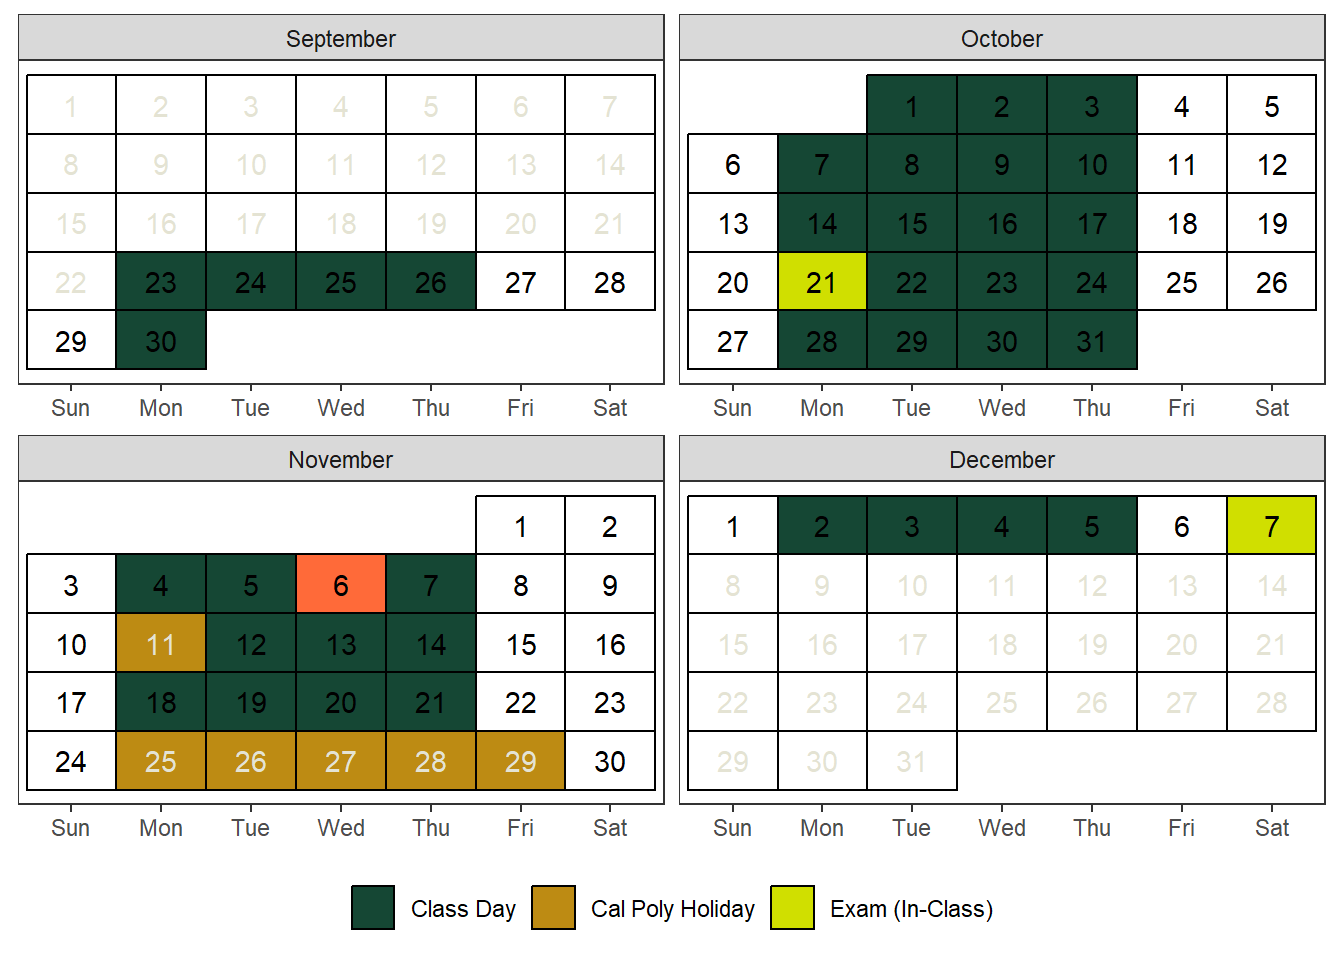 September
1 2 3 4 5 6 7
8 9 10 11 12 13 14
15 16 17 18 19 20 21
22 23 24 25 26 27 28
29 30
Sun Mon Tue Wed Thu Fri Sat
October
1 2 3 4 5
6 7 8 9 10 11 12
13 14 15 16 17 18 19
20 21 22 23 24 25 26
27 28 29 30 31
Sun Mon Tue Wed Thu Fri Sat
November
1 2
3 4 5 6 7 8 9
10 11 12 13 14 15 16
17 18 19 20 21 22 23
24 25 26 27 28 29 30
Sun Mon Tue Wed Thu Fri Sat
December
1 2 3 4 5 6 7
8 9 10 11 12 13 14
15 16 17 18 19 20 21
22 23 24 25 26 27 28
29 30 31
Sun Mon Tue Wed Thu Fri Sat
Class Day Cal Poly Holiday Exam (In-Class)